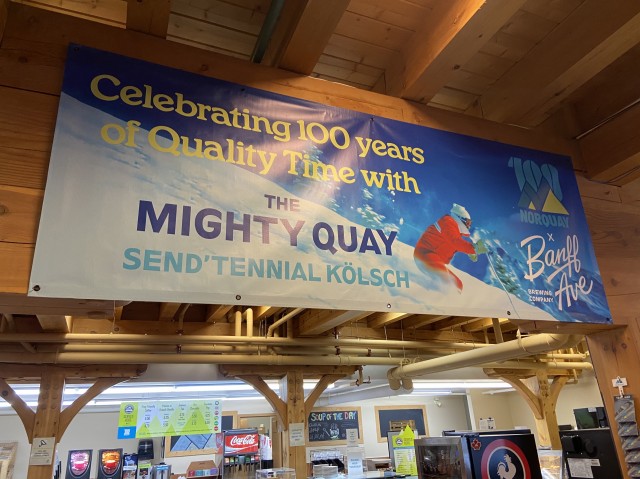 Celebrating 100 years
of Quality Time with
THE
MIGHTY QUAY
SEND'TENNIAL KÖLSCH
100
NORQUAY
X
Banff
Ave
BREWING
COMPANY
SOUP OF THE DAY
Coca-Cola